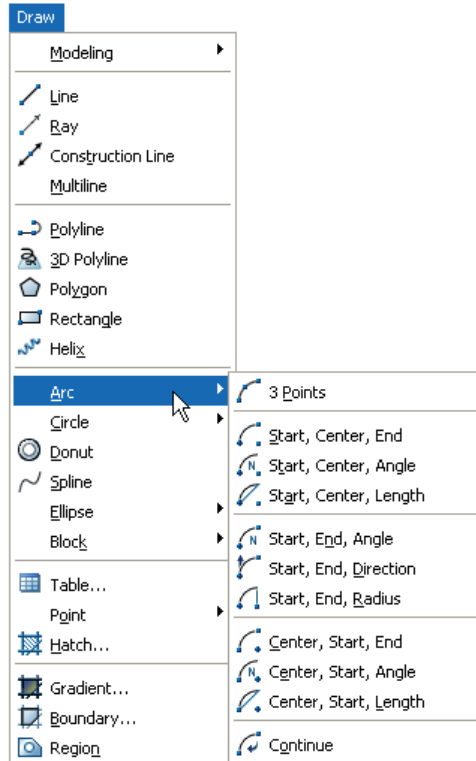 Draw
Modeling
Line
Ray
Construction Line
Multiline
Polyline
3D Polyline
Polygon
Rectangle
Helix
Arc
Circle
Donut
Spline
Ellipse
Block
Table...
Point
Hatch...
Gradient...
Boundary...
Region
3 Points
Start, Center, End
Start, Center, Angle
Start, Center, Length
Start, End, Angle
Start, End, Direction
Start, End, Radius
Center, Start, End
Center, Start, Angle
Center, Start, Length
Continue